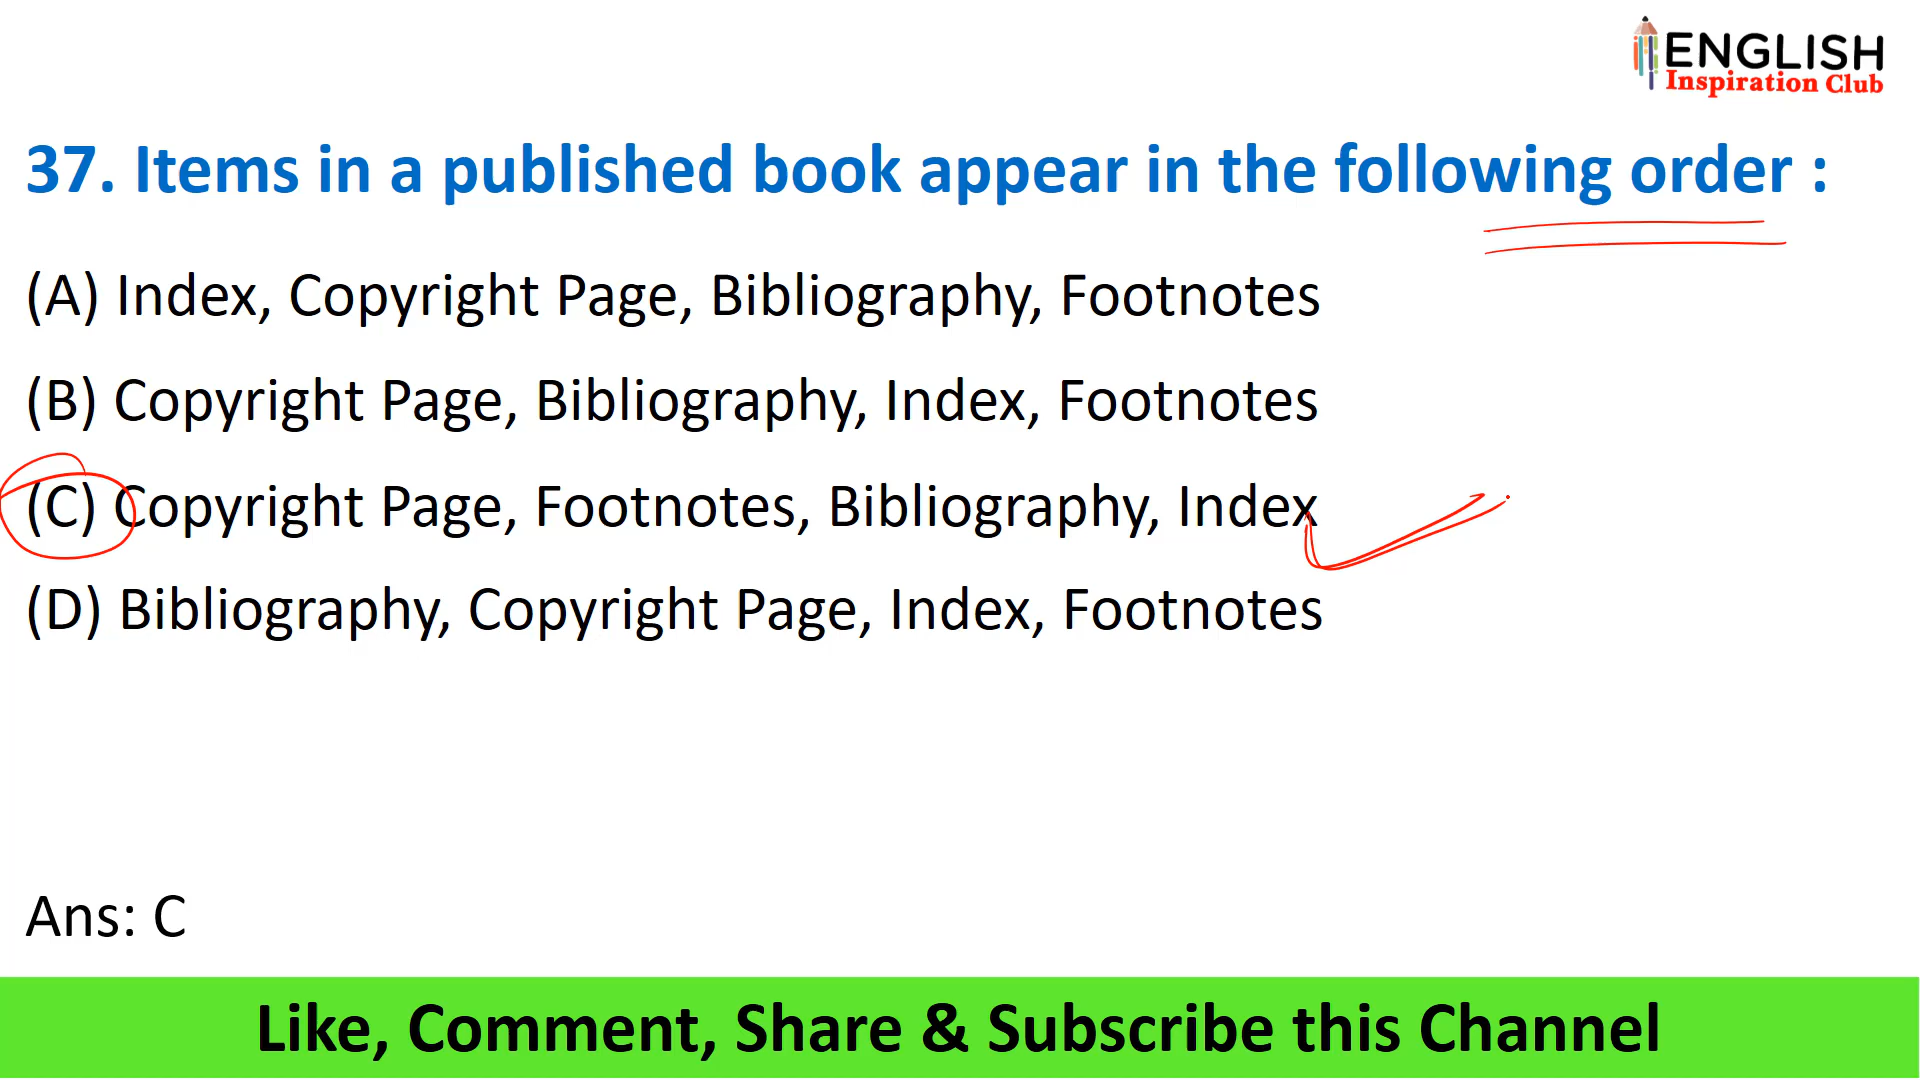 ENGLISH
Inspiration Club
37. Items in a published book appear in the following order :
(A) Index, Copyright Page, Bibliography, Footnotes
(B) Copyright Page, Bibliography, Index, Footnotes
(C) Copyright Page, Footnotes, Bibliography, Index
(D) Bibliography, Copyright Page, Index, Footnotes
Ans: C
Like, Comment, Share & Subscribe this Channel